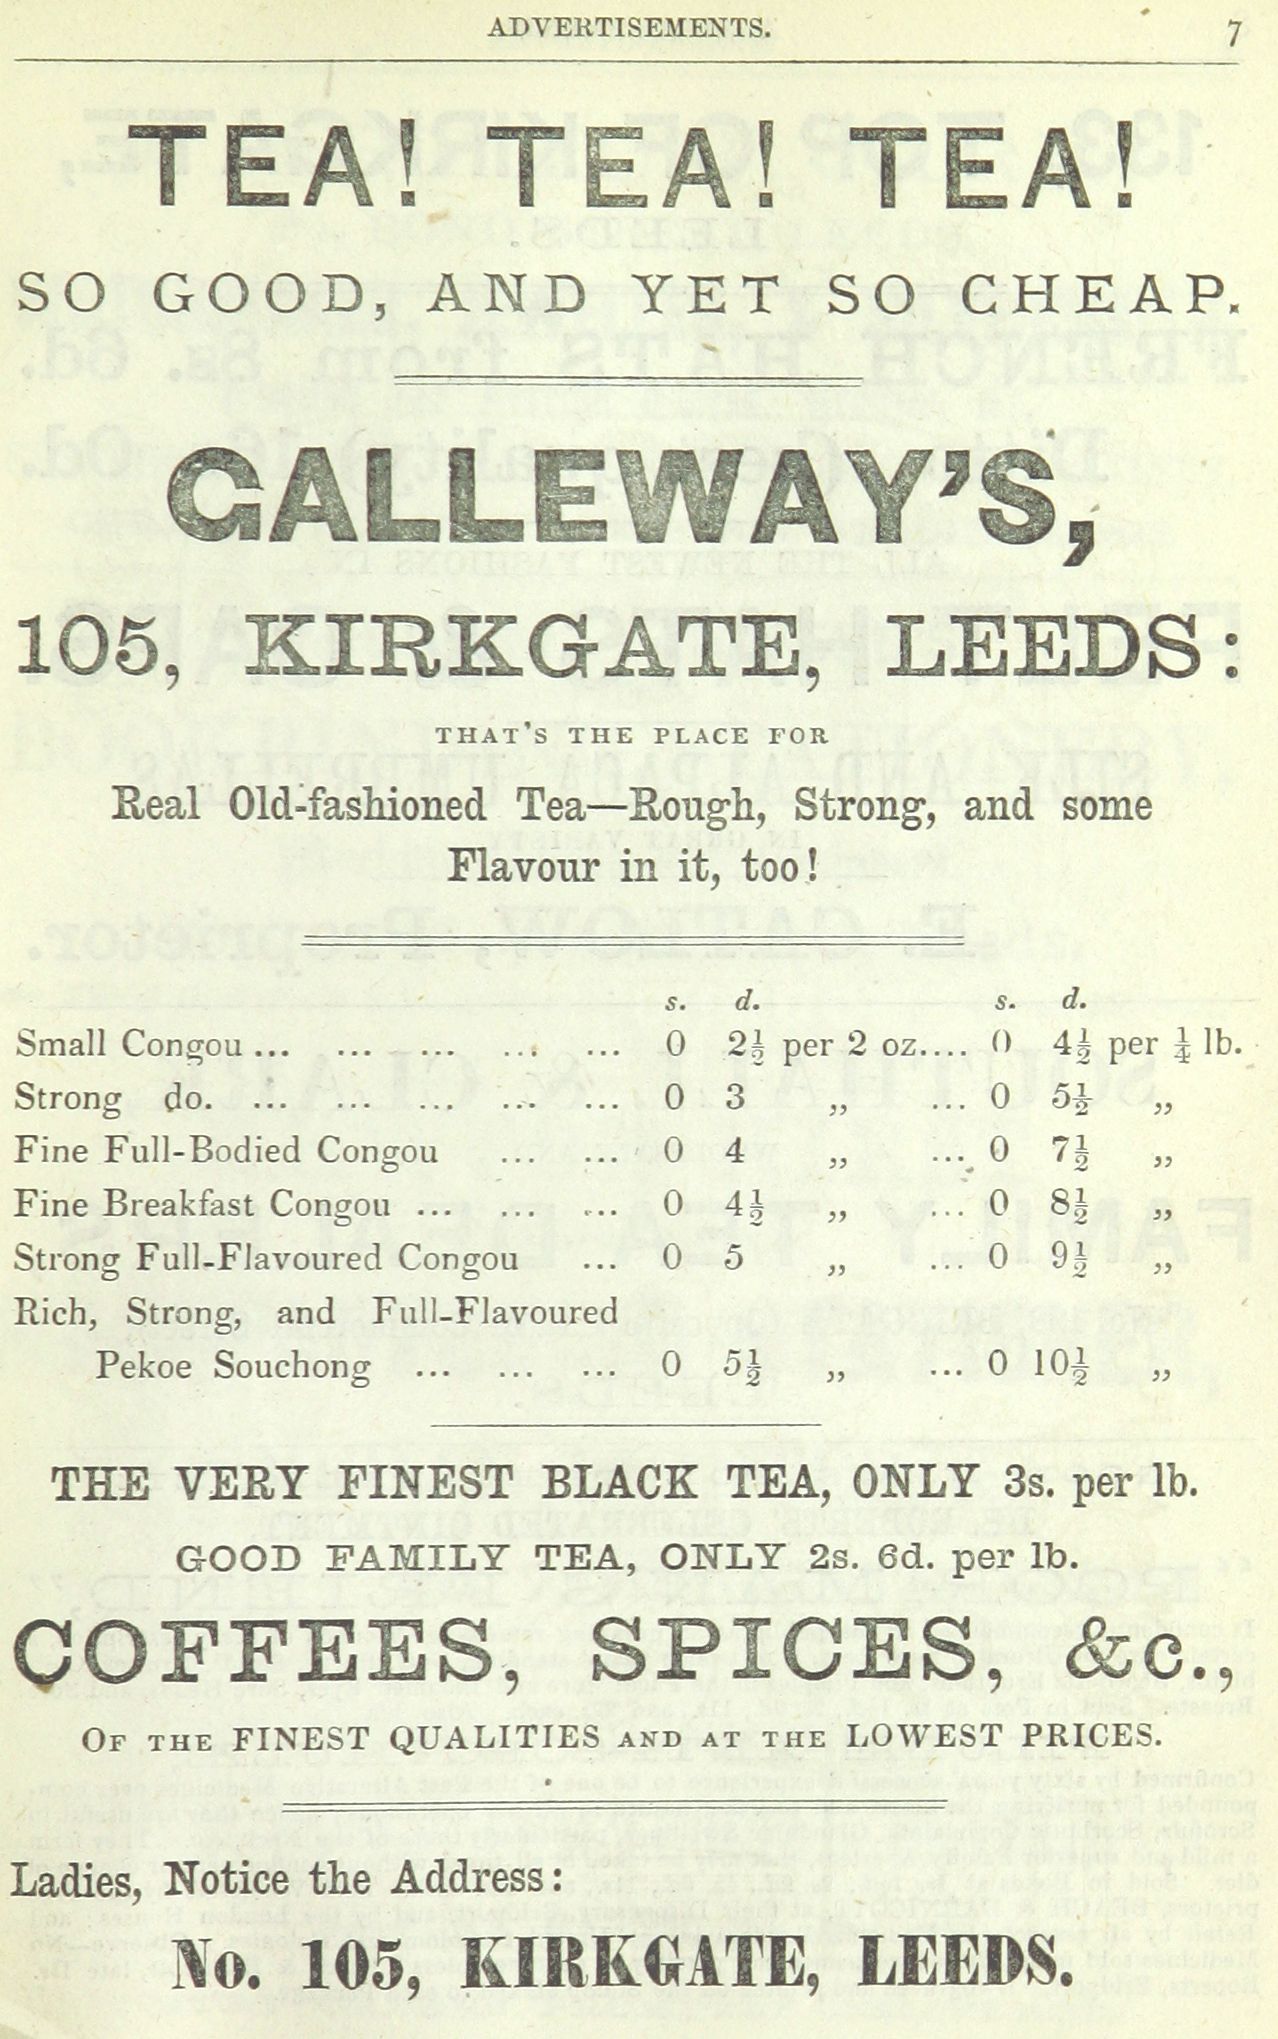 ADVERTISEMENTS. 7
TEA! TEA! TEA!
SO GOOD, AND YET SO CHEAP.
GALLEWAY'S,
105, KIRKGATE, LEEDS:
THAT'S THE PLACE FOR
Real Old-fashioned Tea—Rough, Strong, and some
Flavour in it, too!
s. d. s. d.
Small Congou ... ... ... ... ... 0 2½ per 2 oz.... 0 4½ per ¼ lb.
Strong do. ... ... ... ... ... 0 3 „ ... 0 5½ „
Fine Full-Bodied Congou ... ... 0 4 „ ... 0 7½ „
Fine Breakfast Congou ... ... ... 0 4½ „ ... 0 8½ „
Strong Full-Flavoured Congou ... 0 5 „ ... 0 9½ „
Rich, Strong, and Full-Flavoured
Pekoe Souchong ... ... ... 0 5½ „ ... 0 10½ „
THE VERY FINEST BLACK TEA, ONLY 3s. per lb.
GOOD FAMILY TEA, ONLY 2s. 6d. per lb.
COFFEES, SPICES, &c.,
OF THE FINEST QUALITIES AND AT THE LOWEST PRICES.
Ladies, Notice the Address:
No. 105, KIRKGATE, LEEDS.